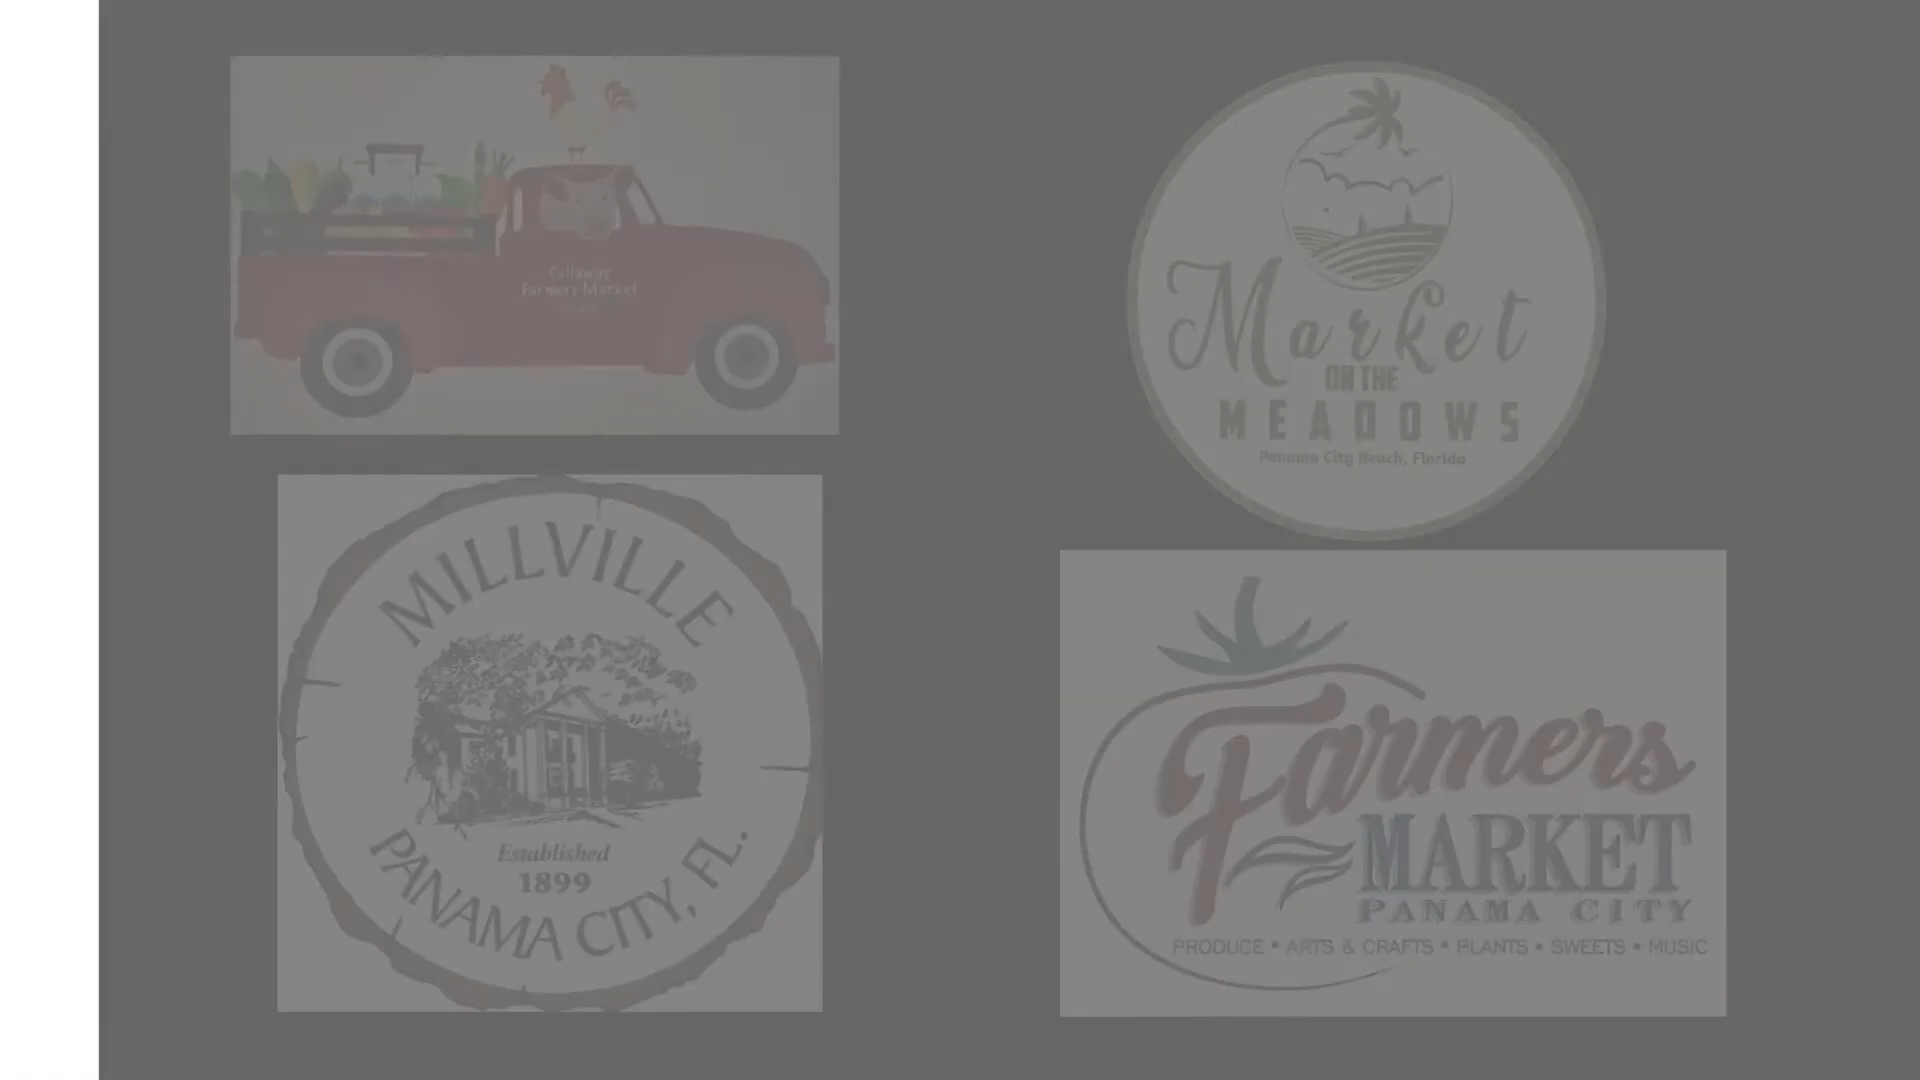 Callaway
Farmers Market
Market
ON THE
MEADOWS
Panama City Beach, Florida
MILLVILLE
Established
1899
PANAMA CITY, FL.
Farmers
MARKET
PANAMA CITY
PRODUCE • ARTS & CRAFTS • PLANTS • SWEETS • MUSIC